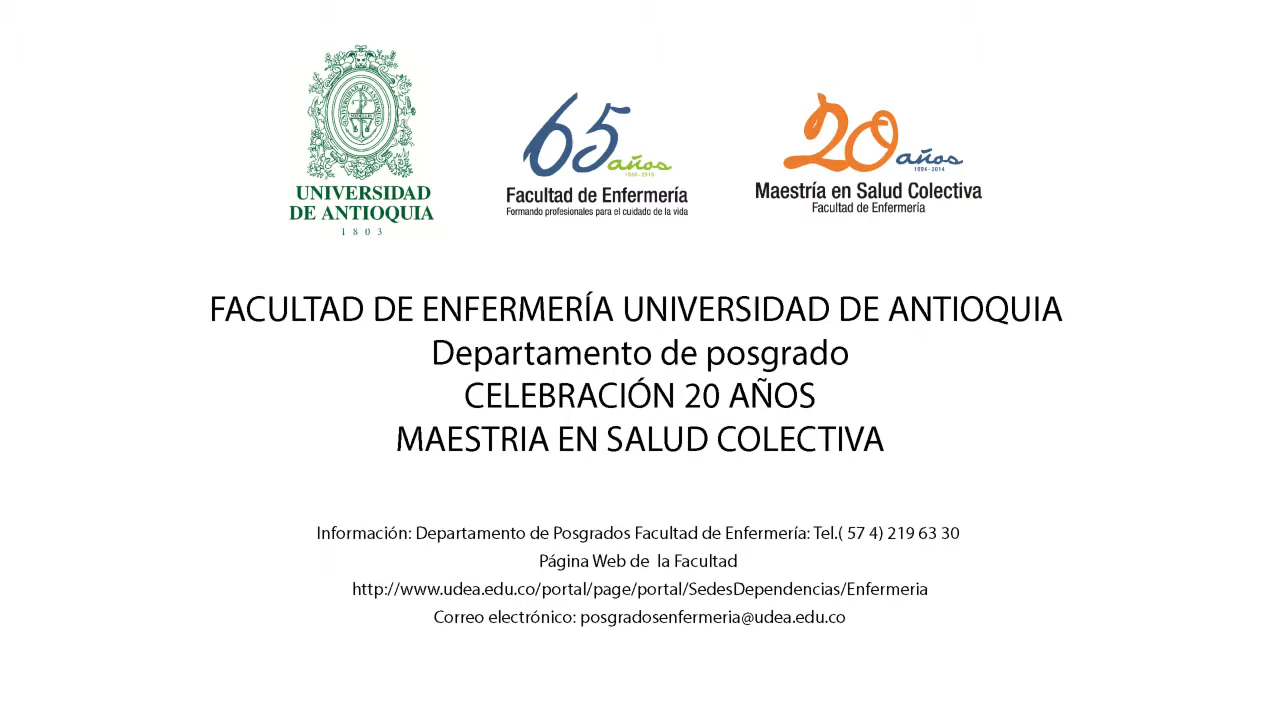 UNIVERSIDAD DE ANTIOQUIA
UNIVERSIDAD
DE ANTIOQUIA
1803
65 años
Facultad de Enfermería
Formando profesionales para el cuidado de la vida
20 años
1994 - 2014
Maestría en Salud Colectiva
Facultad de Enfermería
FACULTAD DE ENFERMERÍA UNIVERSIDAD DE ANTIOQUIA
Departamento de posgrado
CELEBRACIÓN 20 AÑOS
MAESTRIA EN SALUD COLECTIVA
Información: Departamento de Posgrados Facultad de Enfermería: Tel.( 57 4) 219 63 30
Página Web de  la Facultad
http://www.udea.edu.co/portal/page/portal/SedesDependencias/Enfermeria
Correo electrónico: posgradosenfermeria@udea.edu.co